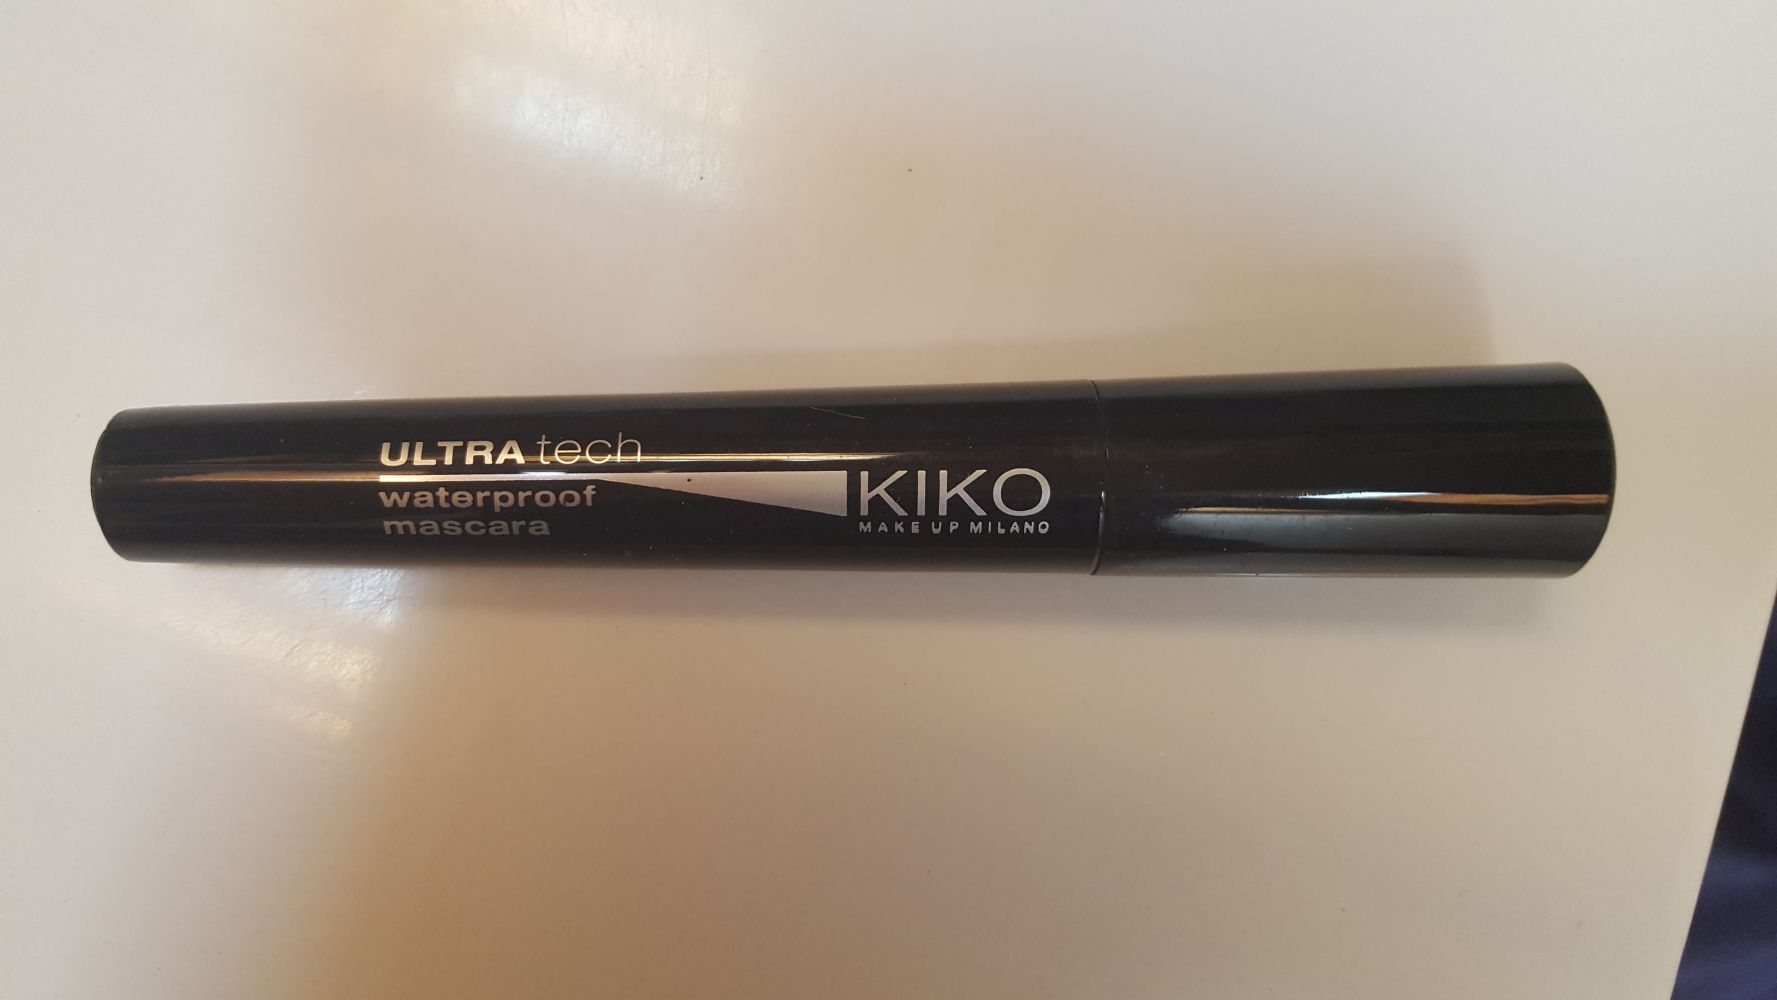 ULTRA tech
waterproof
mascara
KIKO
MAKE UP MILANO